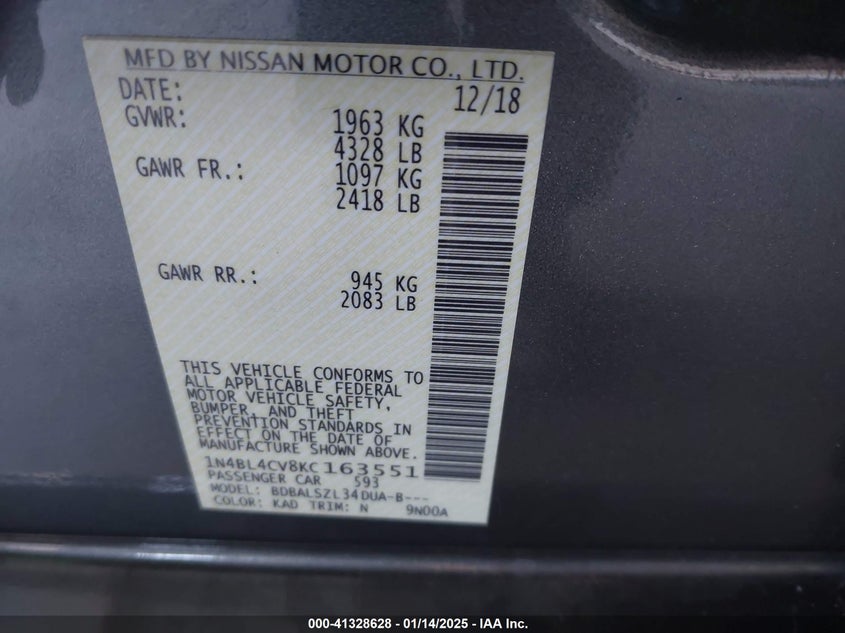 MFD BY NISSAN MOTOR CO., LTD.
DATE: 12/18
GVWR: 1963 KG
4328 LB
GAWR FR.: 1097 KG
2418 LB
GAWR RR.: 945 KG
2083 LB
THIS VEHICLE CONFORMS TO
ALL APPLICABLE FEDERAL
MOTOR VEHICLE SAFETY,
BUMPER, AND THEFT
PREVENTION STANDARDS IN
EFFECT ON THE DATE OF
MANUFACTURE SHOWN ABOVE.
1N4BL4CV8KC163551
PASSENGER CAR 593
MODEL: BDBALSZL34DUA-B---
COLOR: KAD TRIM: N 9N00A
000-41328628 - 01/14/2025 - IAA Inc.